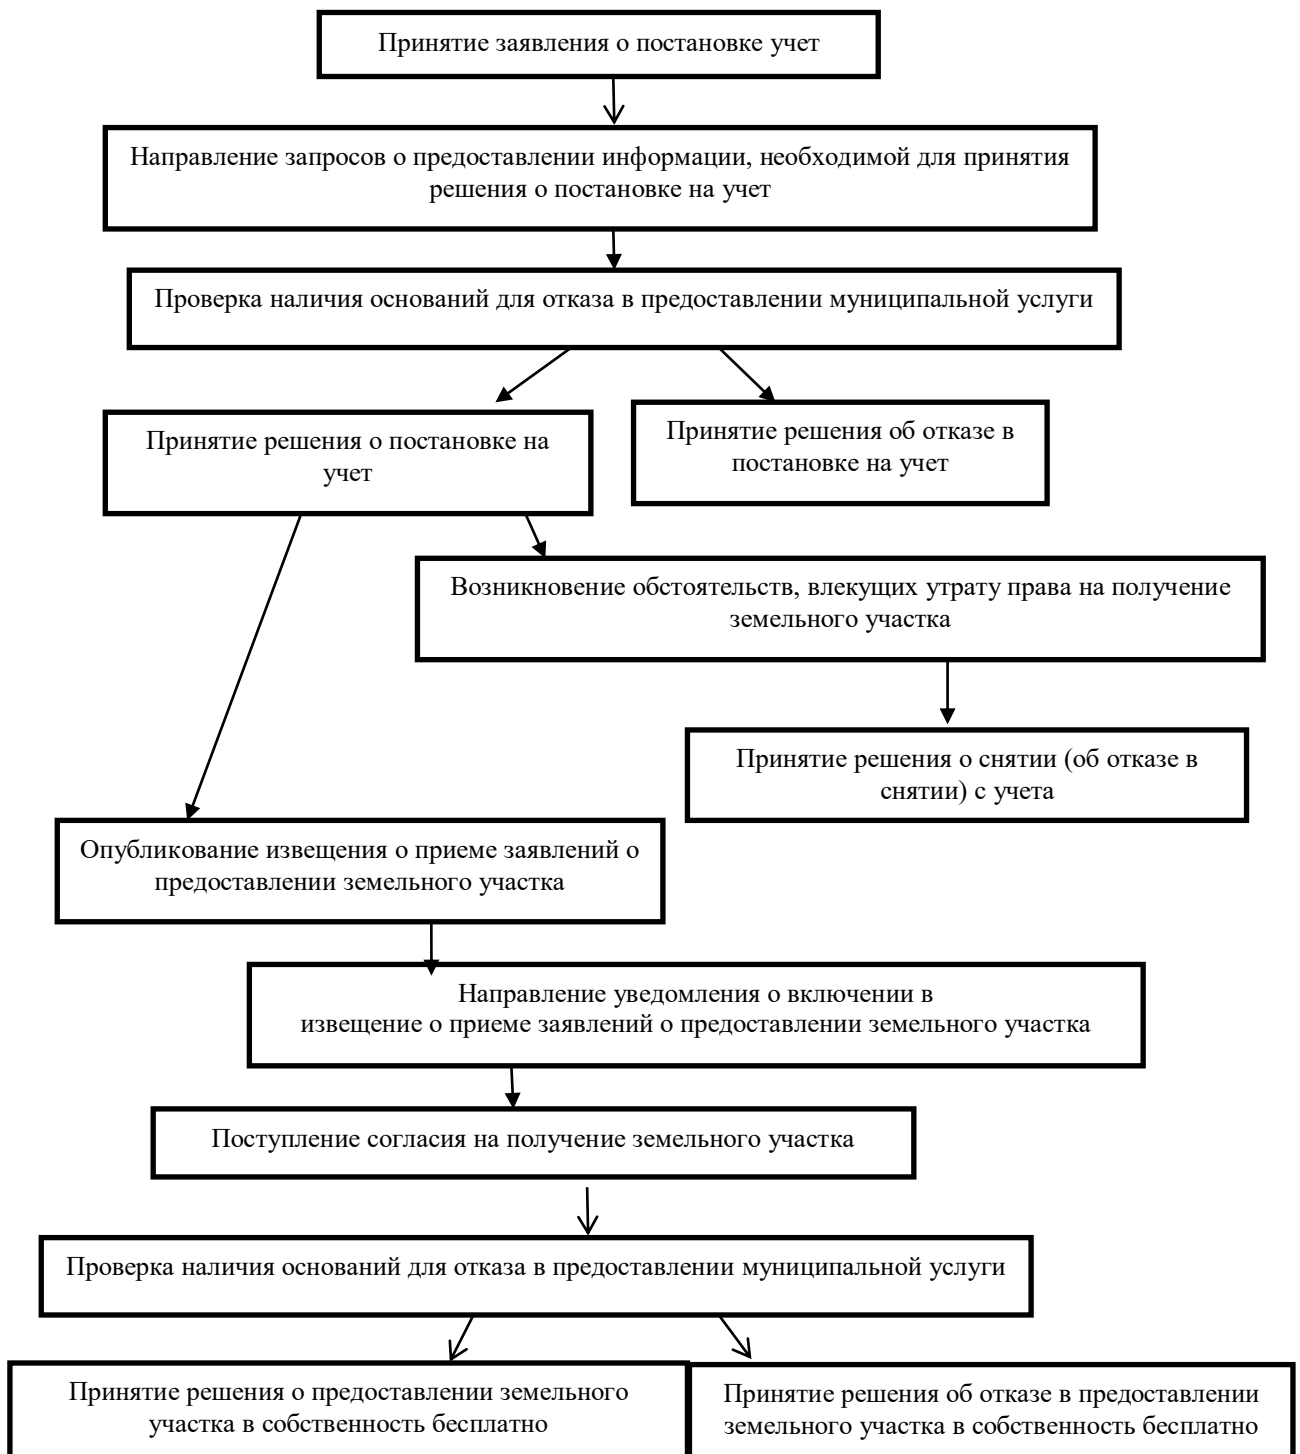 Принятие заявления о постановке учет
Направление запросов о предоставлении информации, необходимой для принятия
решения о постановке на учет
Проверка наличия оснований для отказа в предоставлении муниципальной услуги
Принятие решения о постановке на
учет
Принятие решения об отказе в
постановке на учет
Возникновение обстоятельств, влекущих утрату права на получение
земельного участка
Принятие решения о снятии (об отказе в
снятии) с учета
Опубликование извещения о приеме заявлений о
предоставлении земельного участка
Направление уведомления о включении в
извещение о приеме заявлений о предоставлении земельного участка
Поступление согласия на получение земельного участка
Проверка наличия оснований для отказа в предоставлении муниципальной услуги
Принятие решения о предоставлении земельного
участка в собственность бесплатно
Принятие решения об отказе в предоставлении
земельного участка в собственность бесплатно